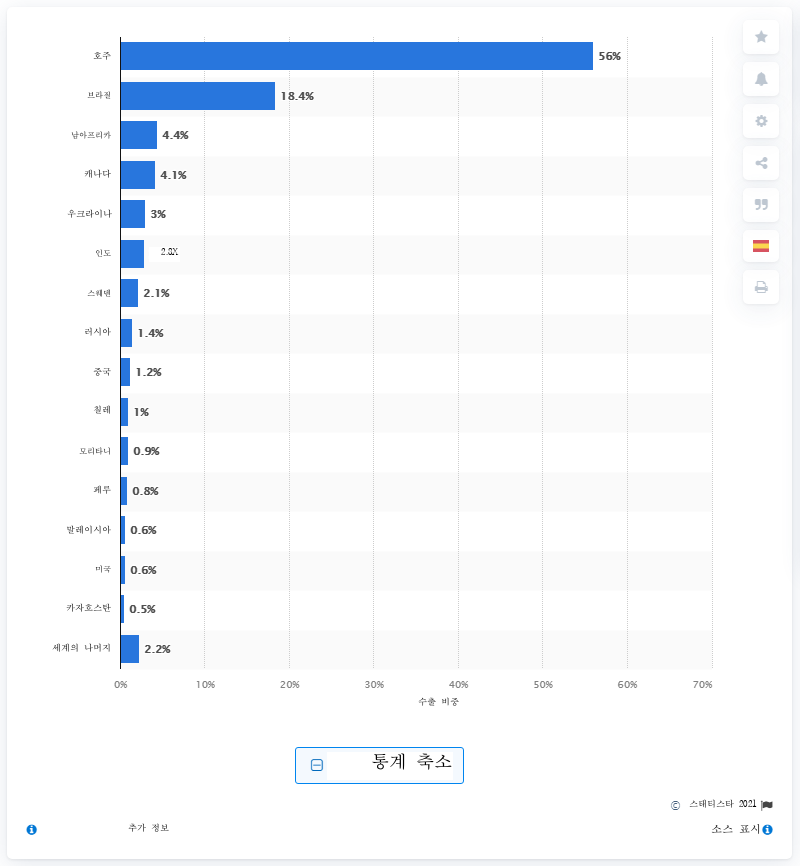 호주 56%
브라질 18.4%
남아프리카 4.4%
캐나다 4.1%
우크라이나 3%
인도 2.8X
스웨덴 2.1%
러시아 1.4%
중국 1.2%
칠레 1%
모리타니 0.9%
페루 0.8%
말레이시아 0.6%
미국 0.6%
카자흐스탄 0.5%
세계의 나머지 2.2%
0% 10% 20% 30% 40% 50% 60% 70%
수출 비중
통계 축소
© 스태티스타 2021
추가 정보 소스 표시